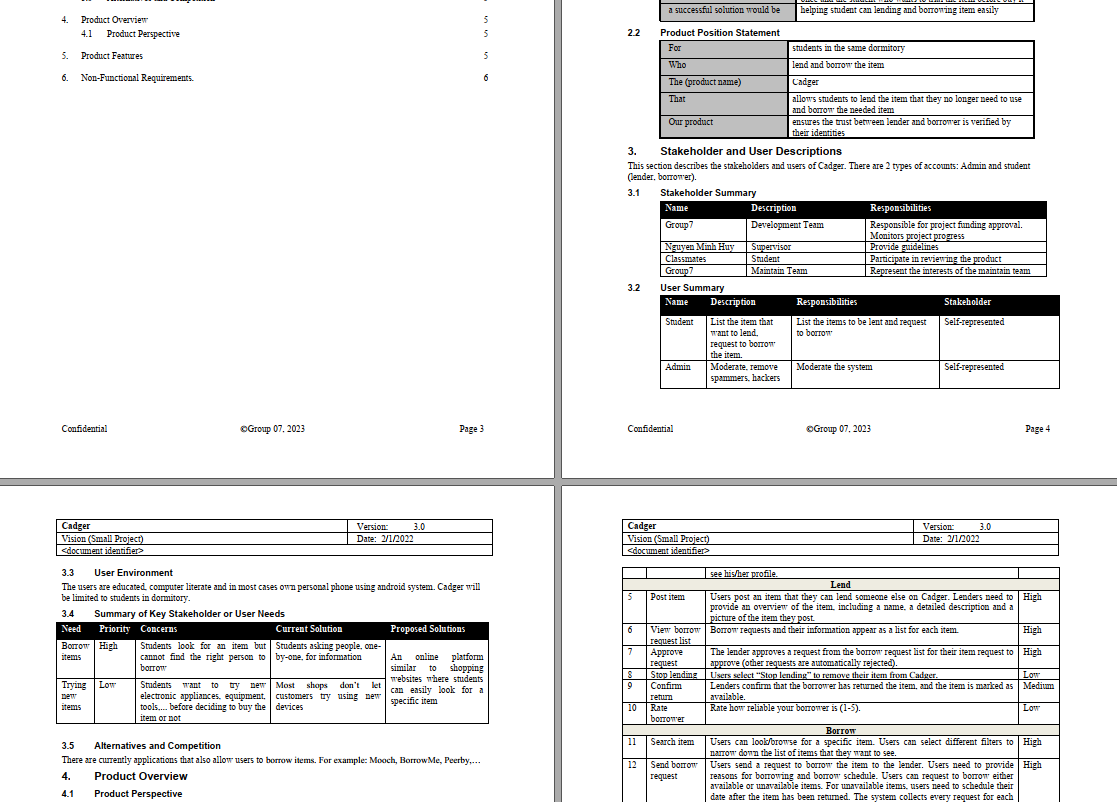 4. Product Overview 5
4.1 Product Perspective 5
5. Product Features 5
6. Non-Functional Requirements. 6
Confidential ©Group 07, 2023 Page 3
a successful solution would be helping student can lending and borrowing item easily
2.2 Product Position Statement
For students in the same dormitory
Who lend and borrow the item
The (product name) Cadger
That allows students to lend the item that they no longer need to use
and borrow the needed item
Our product ensures the trust between lender and borrower is verified by
their identities
3. Stakeholder and User Descriptions
This section describes the stakeholders and users of Cadger. There are 2 types of accounts: Admin and student
(lender, borrower).
3.1 Stakeholder Summary
Name Description Responsibilities
Group7 Development Team Responsible for project funding approval.
Monitors project progress
Nguyen Minh Huy Supervisor Provide guidelines
Classmates Student Participate in reviewing the product
Group7 Maintain Team Represent the interests of the maintain team
3.2 User Summary
Name Description Responsibilities Stakeholder
Student List the item that List the items to be lent and request Self-represented
want to lend, to borrow
request to borrow
the item.
Admin Moderate, remove Moderate the system Self-represented
spammers, hackers
Confidential ©Group 07, 2023 Page 4
Cadger Version: 3.0
Vision (Small Project) Date: 2/1/2022
<document identifier>
3.3 User Environment
The users are educated, computer literate and in most cases own personal phone using android system. Cadger will
be limited to students in dormitory.
3.4 Summary of Key Stakeholder or User Needs
Need Priority Concerns Current Solution Proposed Solutions
Borrow High Students look for an item but Students asking people, one-
items cannot find the right person to by-one, for information
borrow
An online platform
similar to shopping
websites where students
can easily look for a
specific item
Trying Low Students want to try new Most shops don't let
new electronic appliances, equipment, customers try using new
items tools,... before deciding to buy the devices
item or not
3.5 Alternatives and Competition
There are currently applications that also allow users to borrow items. For example: Mooch, BorrowMe, Peerby,…
4. Product Overview
4.1 Product Perspective
Cadger Version: 3.0
Vision (Small Project) Date: 2/1/2022
<document identifier>
see his/her profile.
Lend
5 Post item Users post an item that they can lend someone else on Cadger. Lenders need to High
provide an overview of the item, including a name, a detailed description and a
picture of the item they post.
6 View borrow Borrow requests and their information appear as a list for each item. High
request list
7 Approve The lender approves a request from the borrow request list for their item request to High
request approve (other requests are automatically rejected).
8 Stop lending Users select “Stop lending” to remove their item from Cadger. Low
9 Confirm Lenders confirm that the borrower has returned the item, and the item is marked as Medium
return available.
10 Rate Rate how reliable your borrower is (1-5). Low
borrower
Borrow
11 Search item Users can look/browse for a specific item. Users can select different filters to High
narrow down the list of items that they want to see.
12 Send borrow Users send a request to borrow the item to the lender. Users need to provide High
request reasons for borrowing and borrow schedule. Users can request to borrow either
available or unavailable items. For unavailable items, users need to schedule their
date after the item has been returned. The system collects every request for each